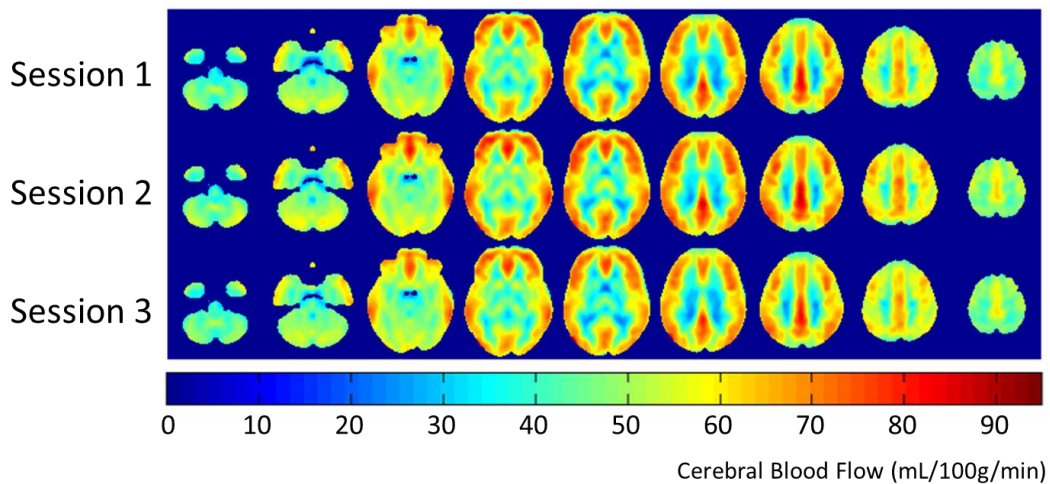 Session 1
Session 2
Session 3
0 10 20 30 40 50 60 70 80 90
Cerebral Blood Flow (mL/100g/min)